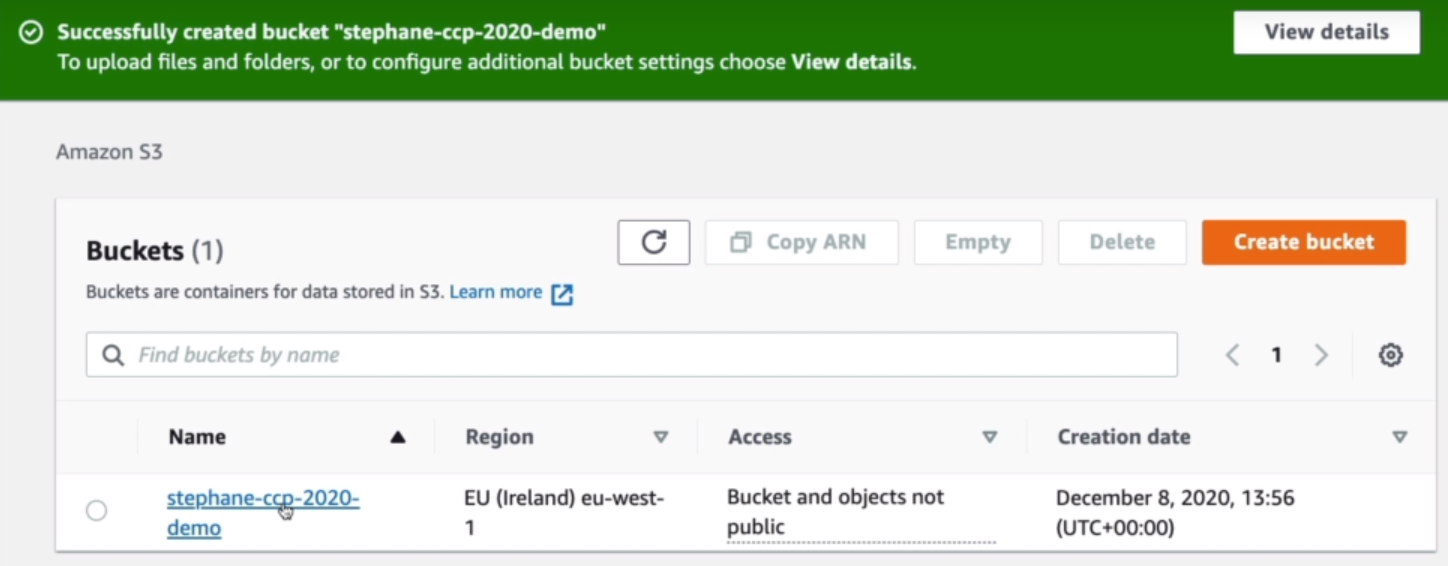 Successfully created bucket "stephane-ccp-2020-demo"
View details
To upload files and folders, or to configure additional bucket settings choose View details.
Amazon S3
Buckets (1)
Copy ARN
Empty
Delete
Create bucket
Buckets are containers for data stored in S3. Learn more
Find buckets by name
1
Name
Region
Access
Creation date
stephane-ccp-2020-
demo
EU (Ireland) eu-west-
1
Bucket and objects not
public
December 8, 2020, 13:56
(UTC+00:00)